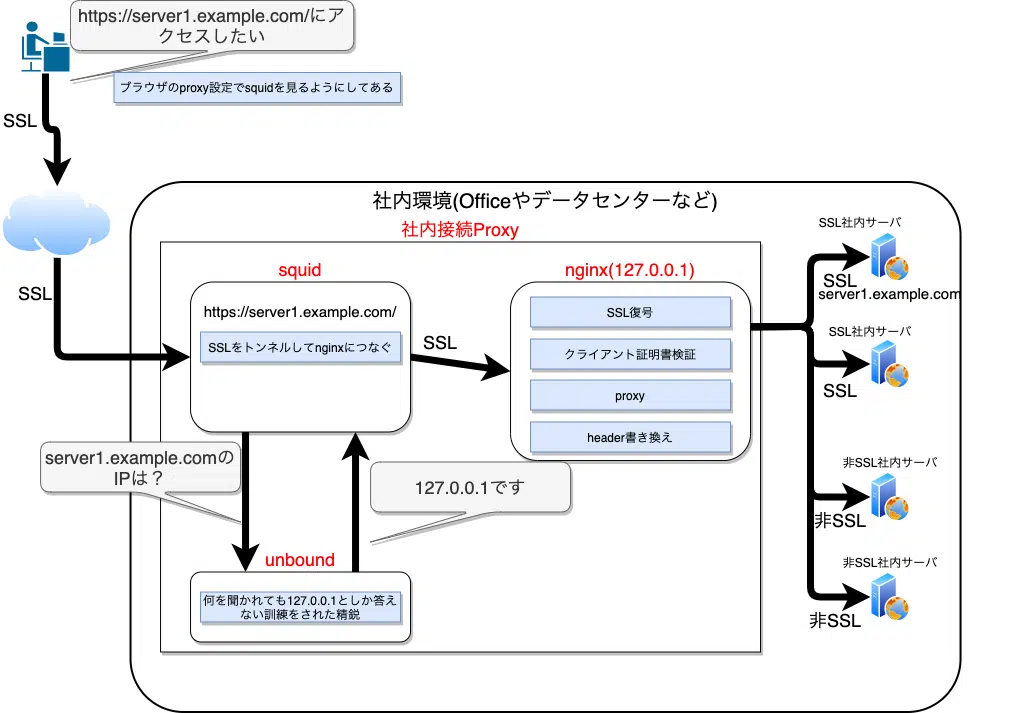 https://server1.example.com/にア
クセスしたい
ブラウザのproxy設定でsquidを見るようにしてある
SSL
社内環境(Officeやデータセンターなど)
社内接続Proxy
SSL
squid
https://server1.example.com/
SSLをトンネルしてnginxにつなぐ
SSL
nginx(127.0.0.1)
SSL復号
クライアント証明書検証
proxy
header書き換え
SSL社内サーバ
SSL
server1.example.com
SSL社内サーバ
SSL
非SSL社内サーバ
非SSL
非SSL社内サーバ
非SSL
server1.example.comの
IPは？
127.0.0.1です
unbound
何を聞かれても127.0.0.1としか答え
ない訓練をされた精鋭